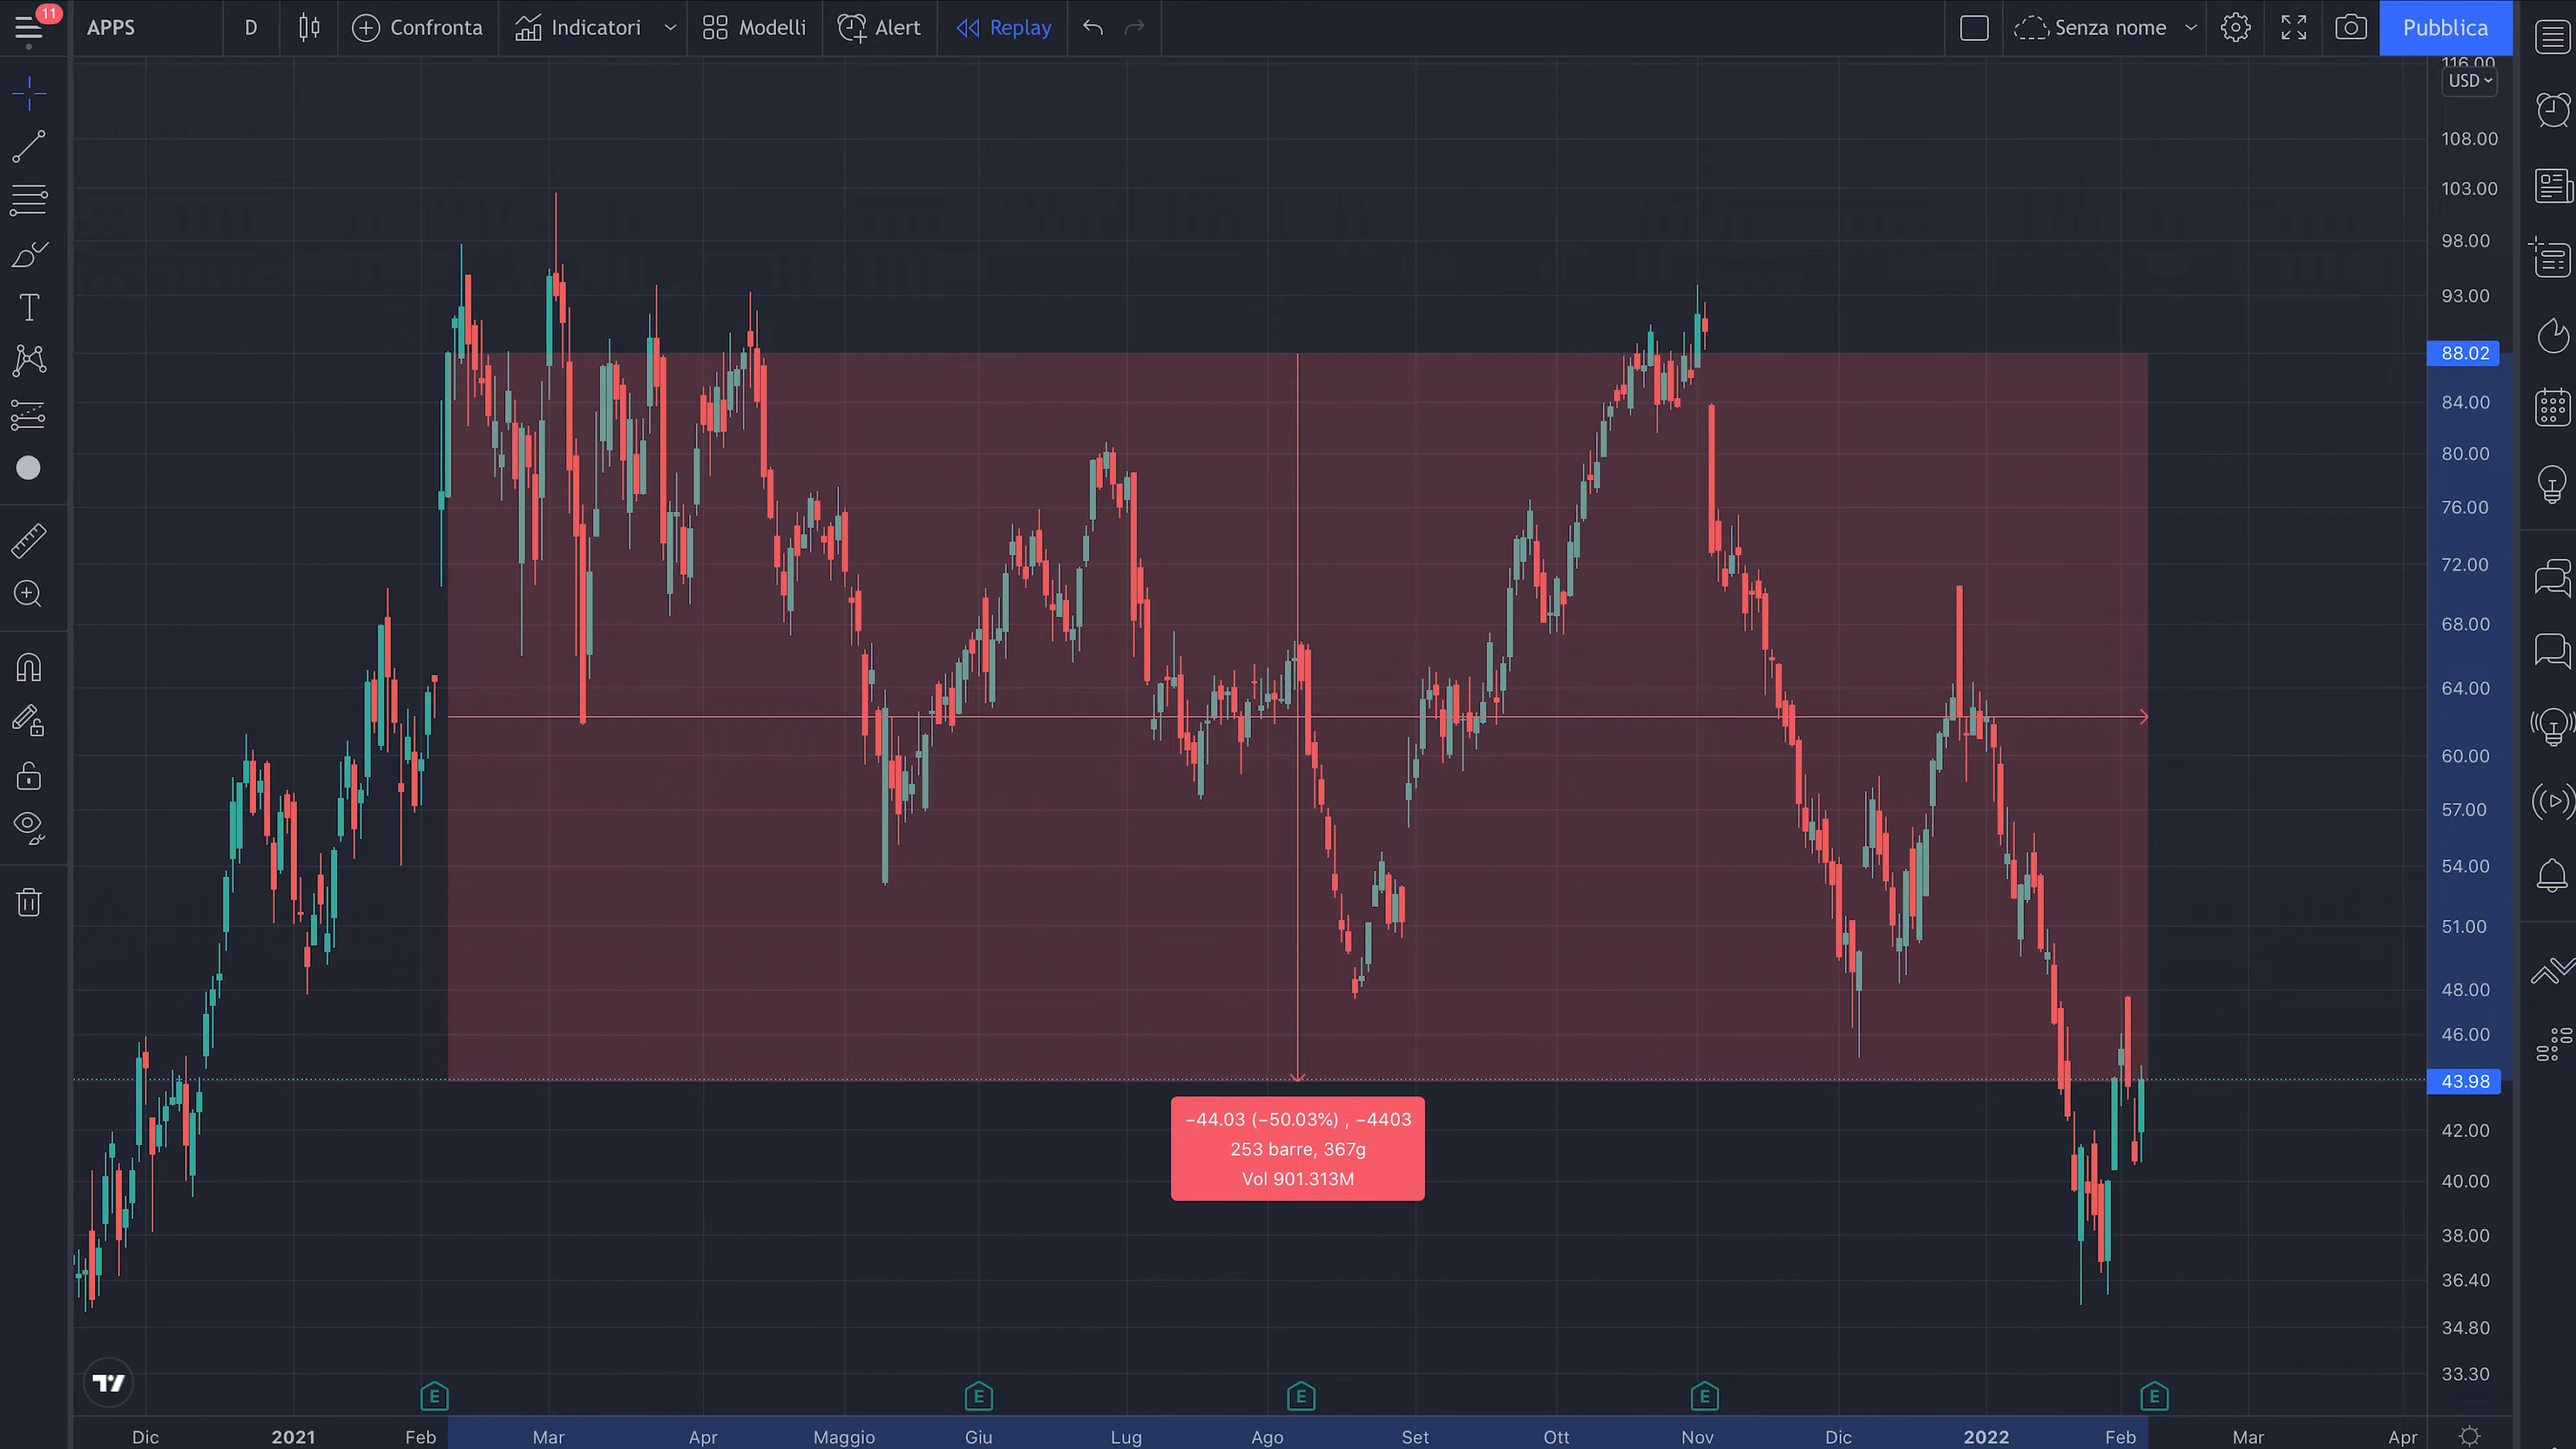 11
APPS
D
Confronta
Indicatori
Modelli
Alert
Replay
Senza nome
Pubblica
116.00
USD
108.00
103.00
98.00
93.00
88.02
84.00
80.00
76.00
72.00
68.00
64.00
60.00
57.00
54.00
51.00
48.00
46.00
43.98
42.00
40.00
38.00
36.40
34.80
33.30
−44.03 (−50.03%) , −4403
253 barre, 367g
Vol 901.313M
E E E E E
Dic 2021 Feb Mar Apr Maggio Giu Lug Ago Set Ott Nov Dic 2022 Feb Mar Apr